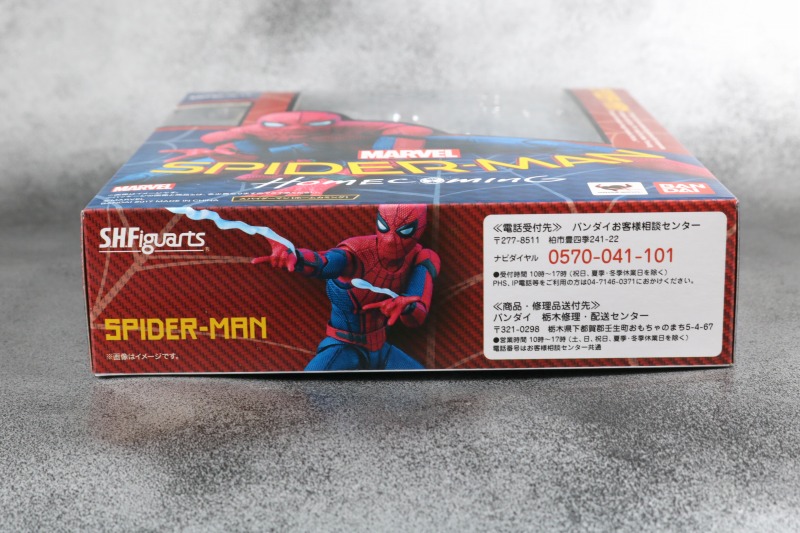 MARVEL
SPIDER-MAN
HOMECOMING
MARVEL
MADE IN CHINA
BAN
DAI
S.H.Figuarts
SPIDER-MAN
※画像はイメージです。
≪電話受付先≫ バンダイお客様相談センター
〒277-8511 柏市豊四季241-22
ナビダイヤル 0570-041-101
●受付時間 10時~17時 (祝日、夏季・冬季休業日を除く)
PHS、IP電話等をご利用の方は04-7146-0371におかけください。
≪商品・修理品送付先≫
バンダイ 栃木修理・配送センター
〒321-0298 栃木県下都賀郡壬生町おもちゃのまち5-4-67
●営業時間 10時~17時 (土、日、祝日、夏季・冬季休業日を除く)
電話番号はお客様相談センター共通